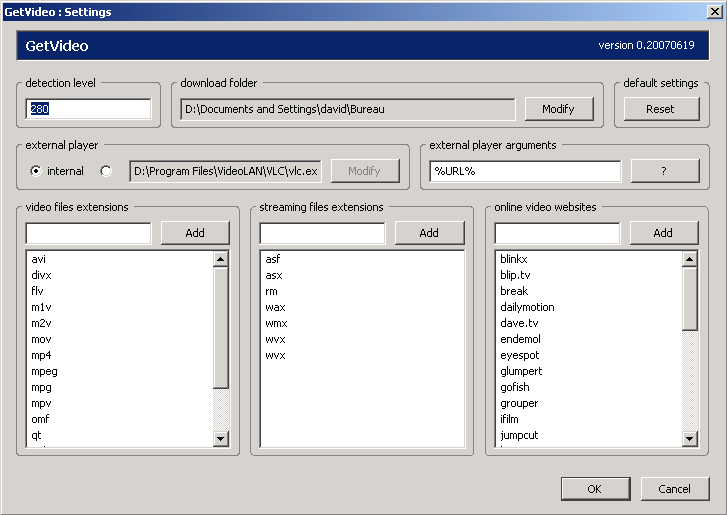 GetVideo : Settings
GetVideo version 0.20070619
detection level download folder default settings
280 D:\Documents and Settings\david\Bureau Modify Reset
external player external player arguments
internal D:\Program Files\VideoLAN\VLC\vlc.ex Modify %URL% ?
video files extensions streaming files extensions online video websites
Add Add Add
avi asf blinkx
divx asx blip.tv
flv rm break
m1v wax dailymotion
m2v wmx dave.tv
mov wvx endemol
mp4 wvx eyespot
mpeg glumpert
mpg gofish
mpv grouper
omf ifilm
qt jumpcut
OK Cancel